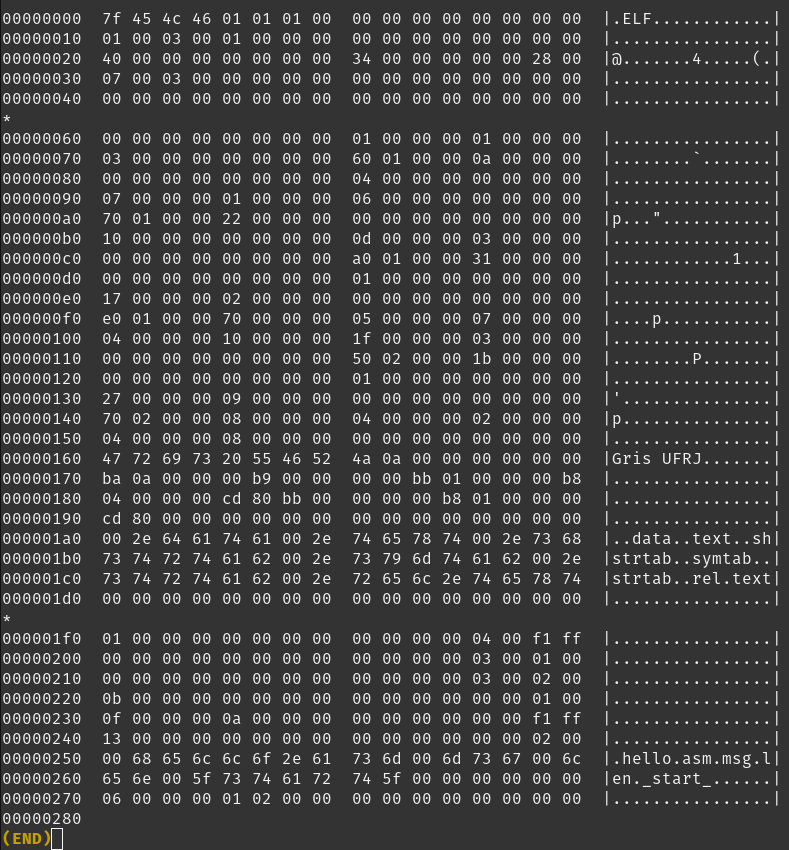 00000000  7f 45 4c 46 01 01 01 00  00 00 00 00 00 00 00 00  |.ELF............|
00000010  01 00 03 00 01 00 00 00  00 00 00 00 00 00 00 00  |................|
00000020  40 00 00 00 00 00 00 00  34 00 00 00 00 00 28 00  |@.......4.....(.|
00000030  07 00 03 00 00 00 00 00  00 00 00 00 00 00 00 00  |................|
00000040  00 00 00 00 00 00 00 00  00 00 00 00 00 00 00 00  |................|
*
00000060  00 00 00 00 00 00 00 00  01 00 00 00 01 00 00 00  |................|
00000070  03 00 00 00 00 00 00 00  60 01 00 00 0a 00 00 00  |........`.......|
00000080  00 00 00 00 00 00 00 00  04 00 00 00 00 00 00 00  |................|
00000090  07 00 00 00 01 00 00 00  06 00 00 00 00 00 00 00  |................|
000000a0  70 01 00 00 22 00 00 00  00 00 00 00 00 00 00 00  |p..."...........|
000000b0  10 00 00 00 00 00 00 00  0d 00 00 00 03 00 00 00  |................|
000000c0  00 00 00 00 00 00 00 00  a0 01 00 00 31 00 00 00  |............1...|
000000d0  00 00 00 00 00 00 00 00  01 00 00 00 00 00 00 00  |................|
000000e0  17 00 00 00 02 00 00 00  00 00 00 00 00 00 00 00  |................|
000000f0  e0 01 00 00 70 00 00 00  05 00 00 00 07 00 00 00  |....p...........|
00000100  04 00 00 00 10 00 00 00  1f 00 00 00 03 00 00 00  |................|
00000110  00 00 00 00 00 00 00 00  50 02 00 00 1b 00 00 00  |........P.......|
00000120  00 00 00 00 00 00 00 00  01 00 00 00 00 00 00 00  |................|
00000130  27 00 00 00 09 00 00 00  00 00 00 00 00 00 00 00  |'...............|
00000140  70 02 00 00 08 00 00 00  04 00 00 00 02 00 00 00  |p...............|
00000150  04 00 00 00 08 00 00 00  00 00 00 00 00 00 00 00  |................|
00000160  47 72 69 73 20 55 46 52  4a 0a 00 00 00 00 00 00  |Gris UFRJ.......|
00000170  ba 0a 00 00 00 b9 00 00  00 00 bb 01 00 00 00 b8  |................|
00000180  04 00 00 00 cd 80 bb 00  00 00 00 b8 01 00 00 00  |................|
00000190  cd 80 00 00 00 00 00 00  00 00 00 00 00 00 00 00  |................|
000001a0  00 2e 64 61 74 61 00 2e  74 65 78 74 00 2e 73 68  |..data..text..sh|
000001b0  73 74 72 74 61 62 00 2e  73 79 6d 74 61 62 00 2e  |strtab..symtab..|
000001c0  73 74 72 74 61 62 00 2e  72 65 6c 2e 74 65 78 74  |strtab..rel.text|
000001d0  00 00 00 00 00 00 00 00  00 00 00 00 00 00 00 00  |................|
*
000001f0  01 00 00 00 00 00 00 00  00 00 00 00 04 00 f1 ff  |................|
00000200  00 00 00 00 00 00 00 00  00 00 00 00 03 00 01 00  |................|
00000210  00 00 00 00 00 00 00 00  00 00 00 00 03 00 02 00  |................|
00000220  0b 00 00 00 00 00 00 00  00 00 00 00 00 00 01 00  |................|
00000230  0f 00 00 00 0a 00 00 00  00 00 00 00 00 00 f1 ff  |................|
00000240  13 00 00 00 00 00 00 00  00 00 00 00 00 00 02 00  |................|
00000250  00 68 65 6c 6c 6f 2e 61  73 6d 00 6d 73 67 00 6c  |.hello.asm.msg.l|
00000260  65 6e 00 5f 73 74 61 72  74 5f 00 00 00 00 00 00  |en._start_......|
00000270  06 00 00 00 01 02 00 00  00 00 00 00 00 00 00 00  |................|
00000280
(END)